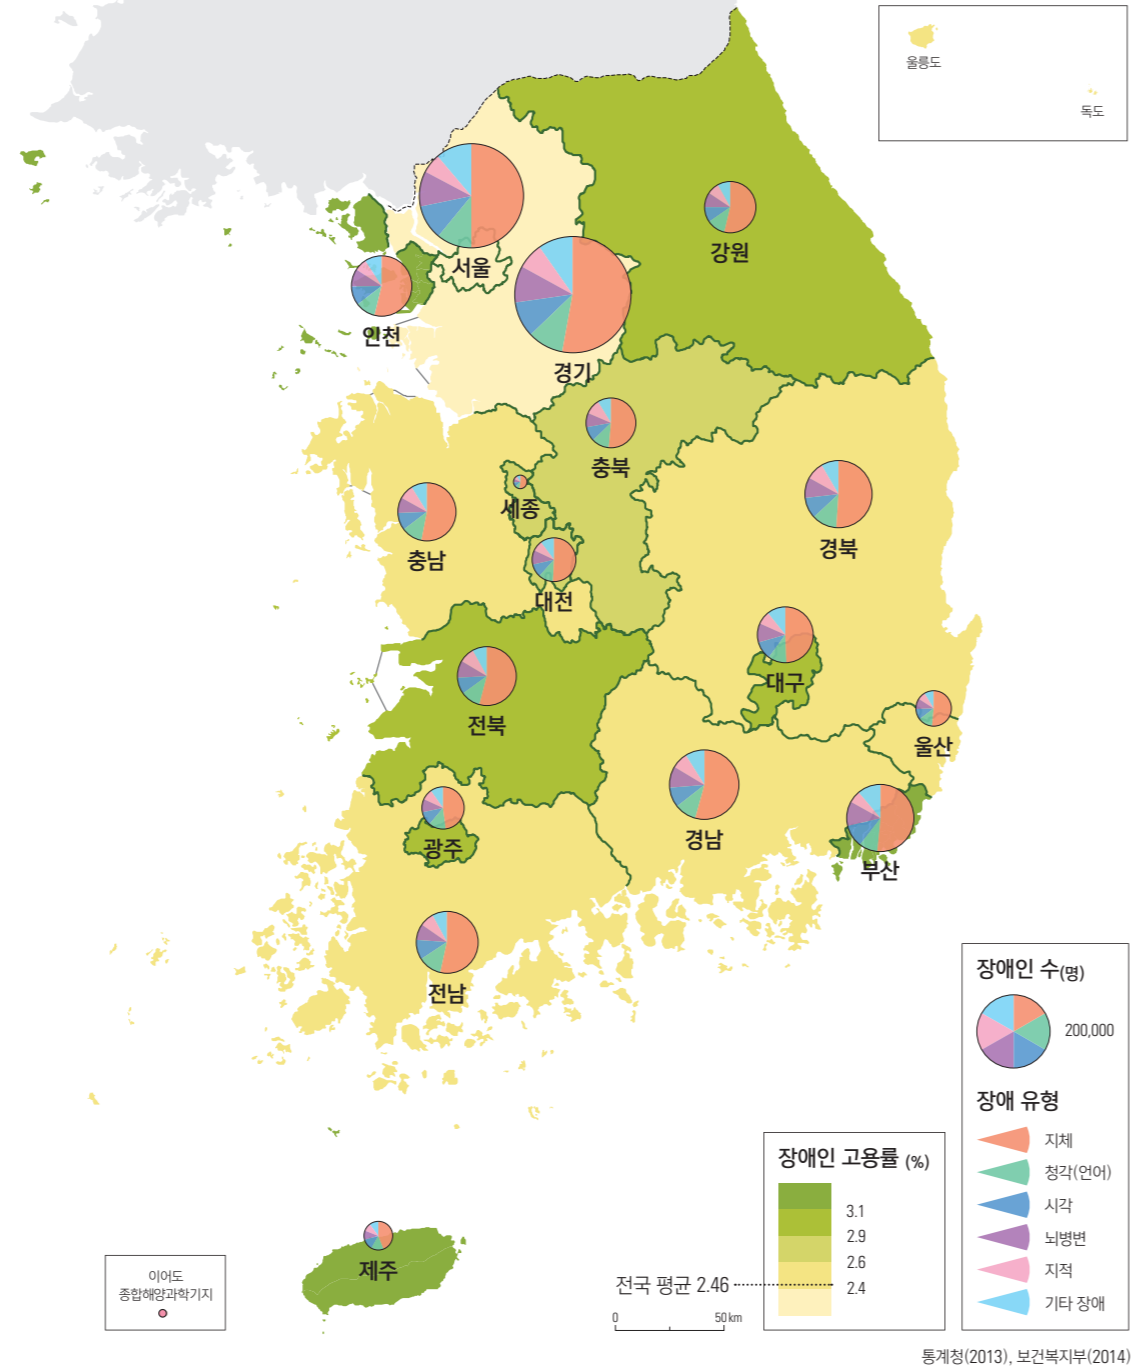 울릉도
독도
강원
서울
인천
경기
충북
세종
충남
경북
대전
대구
전북
울산
광주
경남
부산
전남
제주
이어도
종합해양과학기지
장애인 수(명)
200,000
장애 유형
지체
청각(언어)
시각
뇌병변
지적
기타 장애
장애인 고용률 (%)
3.1
2.9
2.6
2.4
전국 평균 2.46
0 50 km
통계청(2013), 보건복지부(2014)